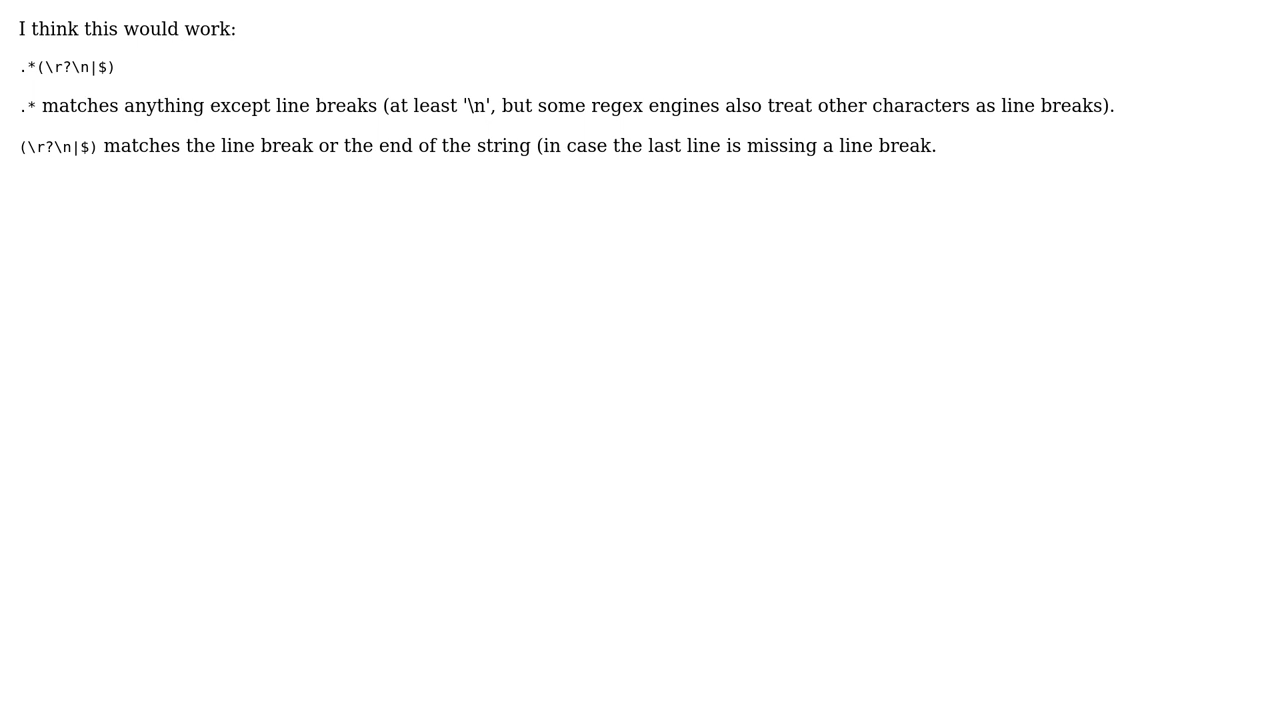 I think this would work:
.*(\r?\n|$)
.* matches anything except line breaks (at least '\n', but some regex engines also treat other characters as line breaks).
(\r?\n|$) matches the line break or the end of the string (in case the last line is missing a line break.